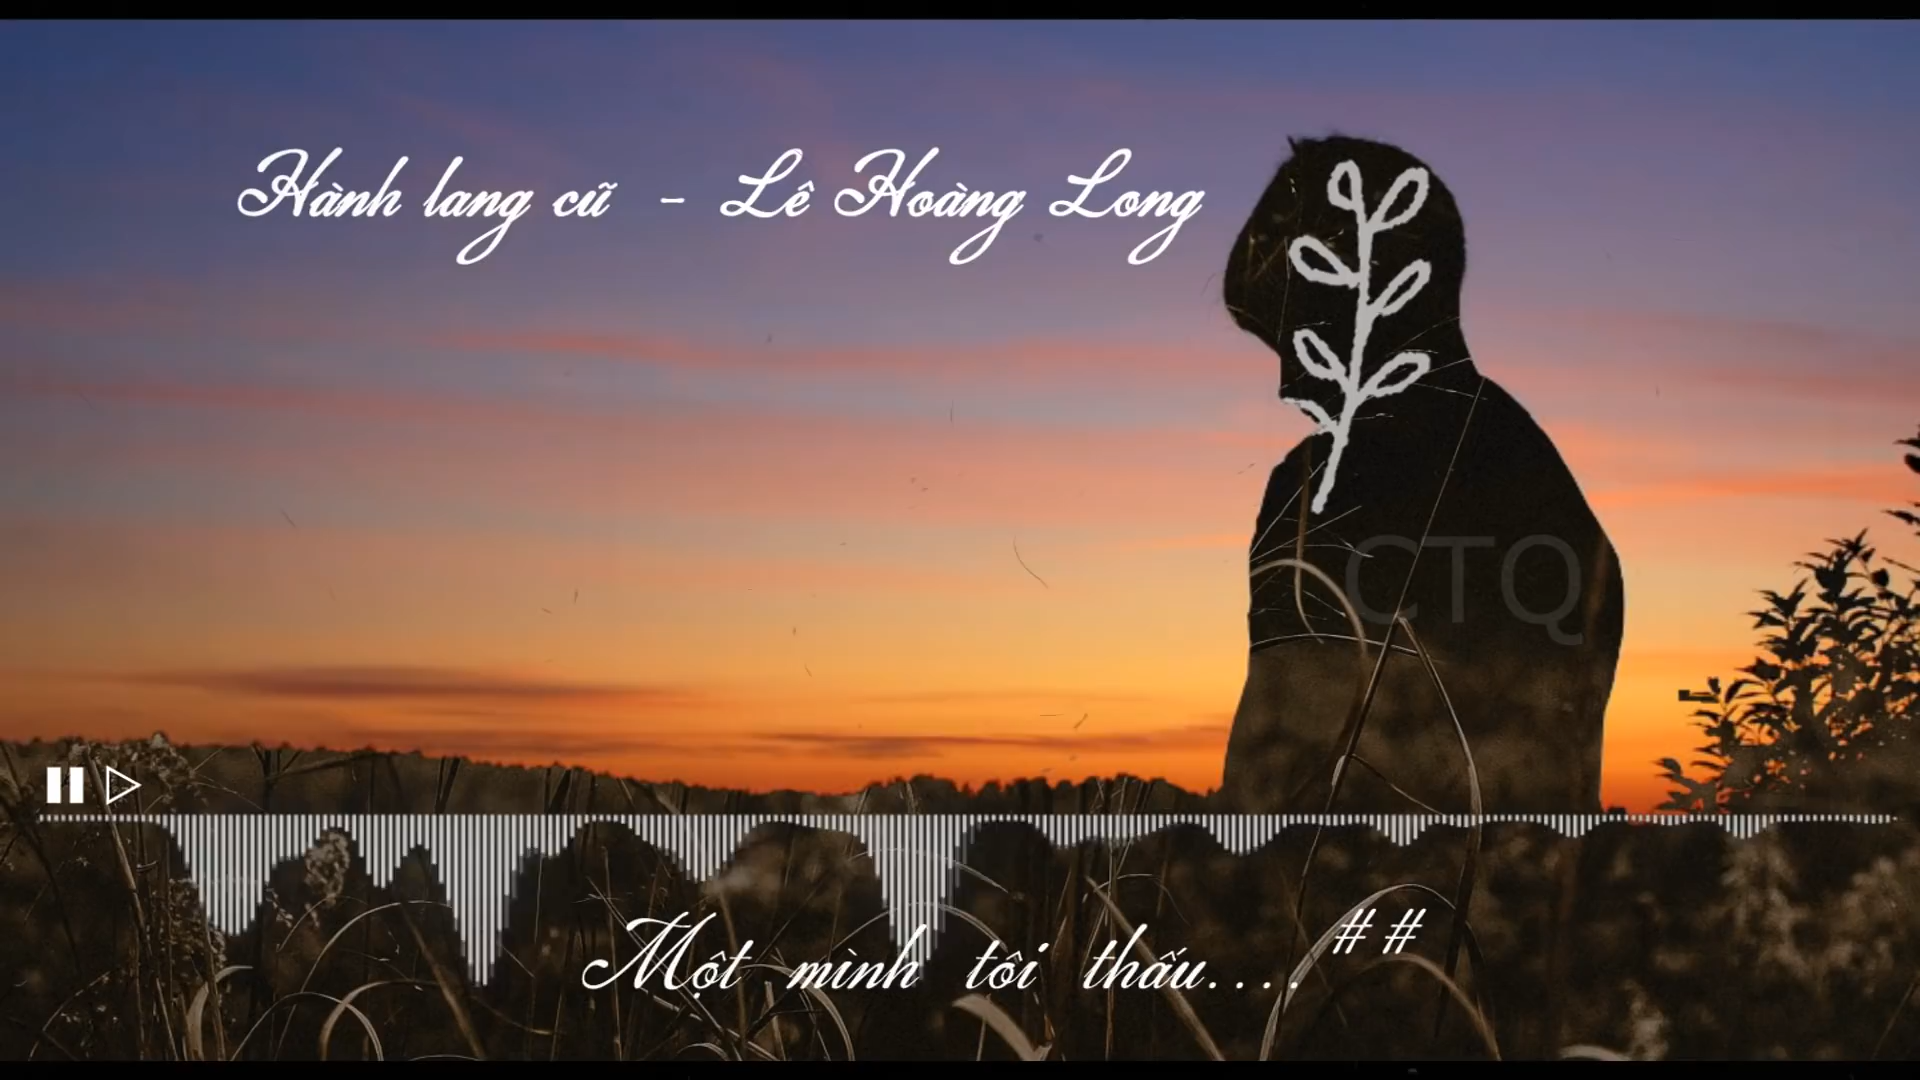 Hành lang cũ - Lê Hoàng Long
CTQ
Một mình tôi thấu.... ##